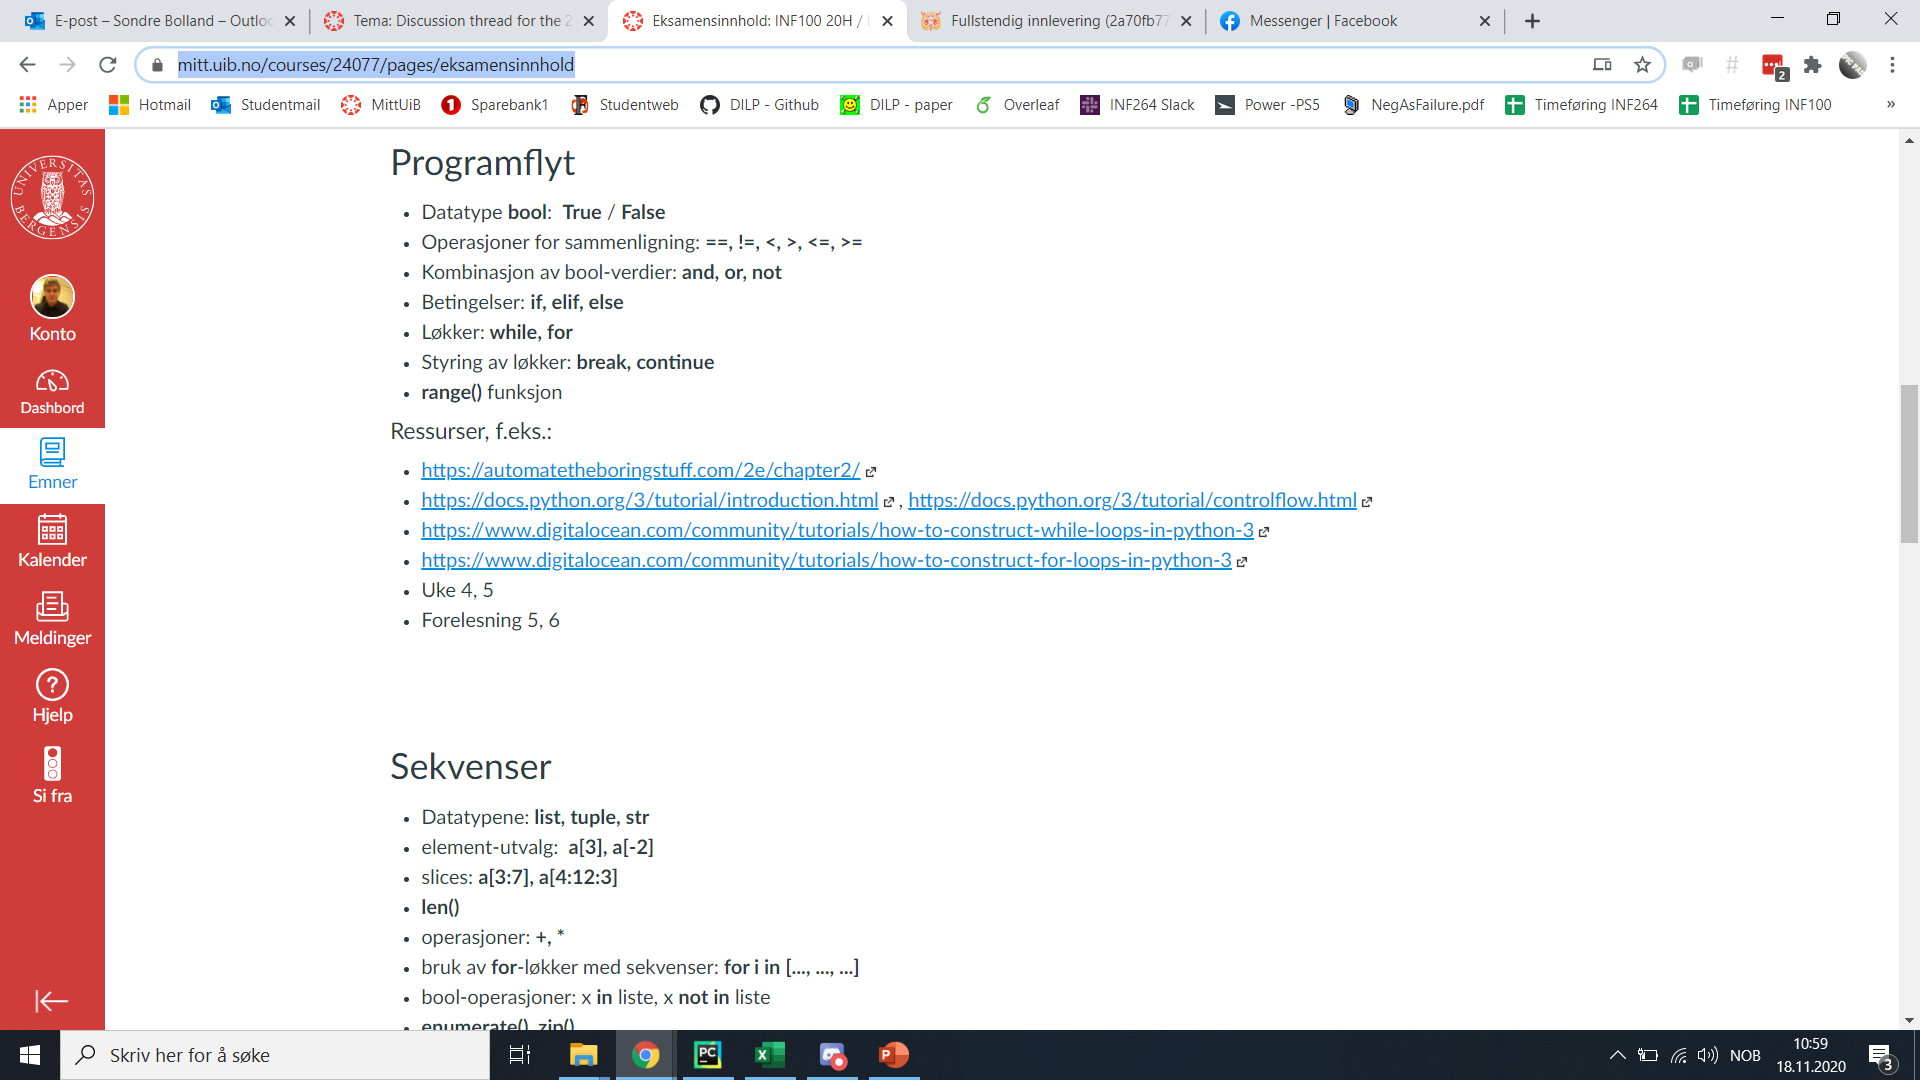 E-post – Sondre Bolland – Outloo
Tema: Discussion thread for the 2
Eksamensinnhold: INF100 20H /
Fullstendig innlevering (2a70fb77
Messenger | Facebook
mitt.uib.no/courses/24077/pages/eksamensinnhold
2
Apper
Hotmail
Studentmail
MittUiB
Sparebank1
Studentweb
DILP - Github
DILP - paper
Overleaf
INF264 Slack
Power -PS5
NegAsFailure.pdf
Timeføring INF264
Timeføring INF100
»
UNIVERSITAS BERGENSIS
Konto
Dashbord
Emner
Kalender
Meldinger
Hjelp
Si fra
Programflyt
• Datatype bool: True / False
• Operasjoner for sammenligning: ==, !=, <, >, <=, >=
• Kombinasjon av bool-verdier: and, or, not
• Betingelser: if, elif, else
• Løkker: while, for
• Styring av løkker: break, continue
• range() funksjon
Ressurser, f.eks.:
• https://automatetheboringstuff.com/2e/chapter2/
• https://docs.python.org/3/tutorial/introduction.html , https://docs.python.org/3/tutorial/controlflow.html
• https://www.digitalocean.com/community/tutorials/how-to-construct-while-loops-in-python-3
• https://www.digitalocean.com/community/tutorials/how-to-construct-for-loops-in-python-3
• Uke 4, 5
• Forelesning 5, 6
Sekvenser
• Datatypene: list, tuple, str
• element-utvalg: a[3], a[-2]
• slices: a[3:7], a[4:12:3]
• len()
• operasjoner: +, *
• bruk av for-løkker med sekvenser: for i in [..., ..., ...]
• bool-operasjoner: x in liste, x not in liste
• enumerate(), zip()
Skriv her for å søke
PC
X
P
NOB
10:59
18.11.2020
3